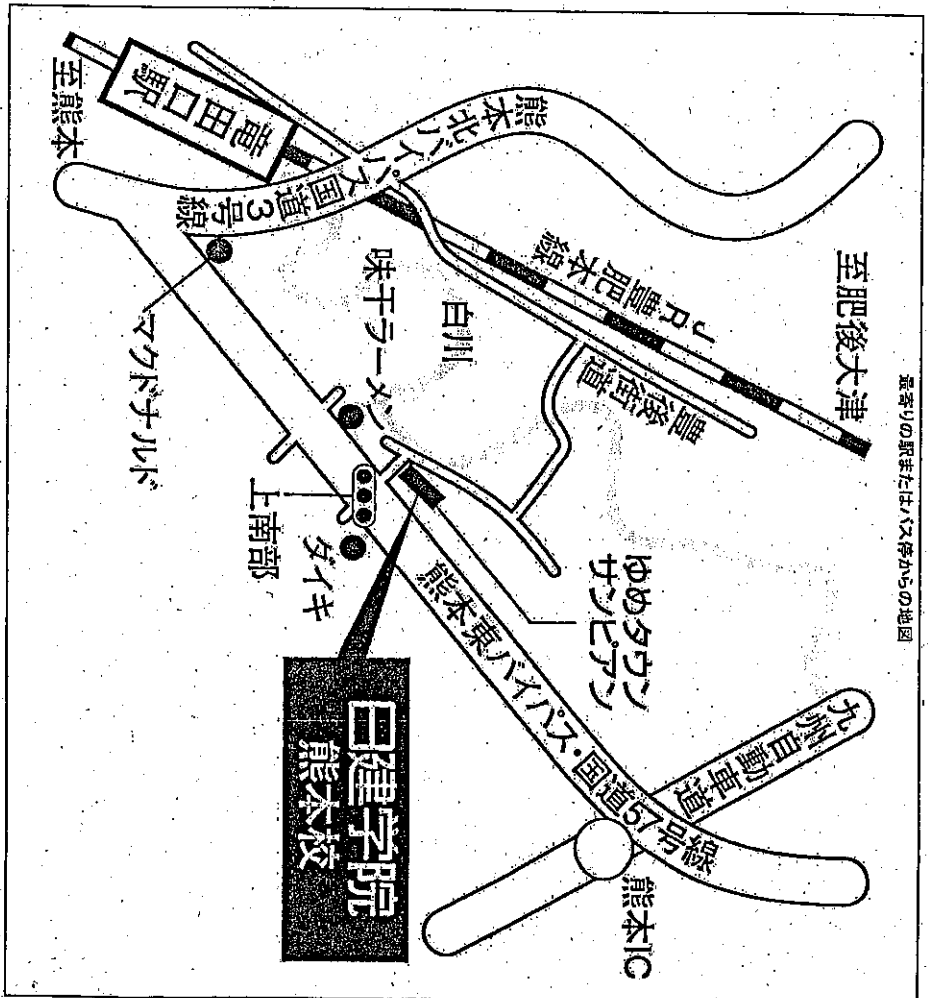 最寄りの駅またはバス停からの地図
至肥後大津
九州自動車道
熊本IC
JR豊肥本線
豊後街道
ゆめタウン
サンピアン
熊本東バイパス・国道57号線
熊本北バイパス国道3号線
白川
味千ラーメン
日建学院
熊本校
ダイキ
上南部
マクドナルド
竜田口駅
至熊本